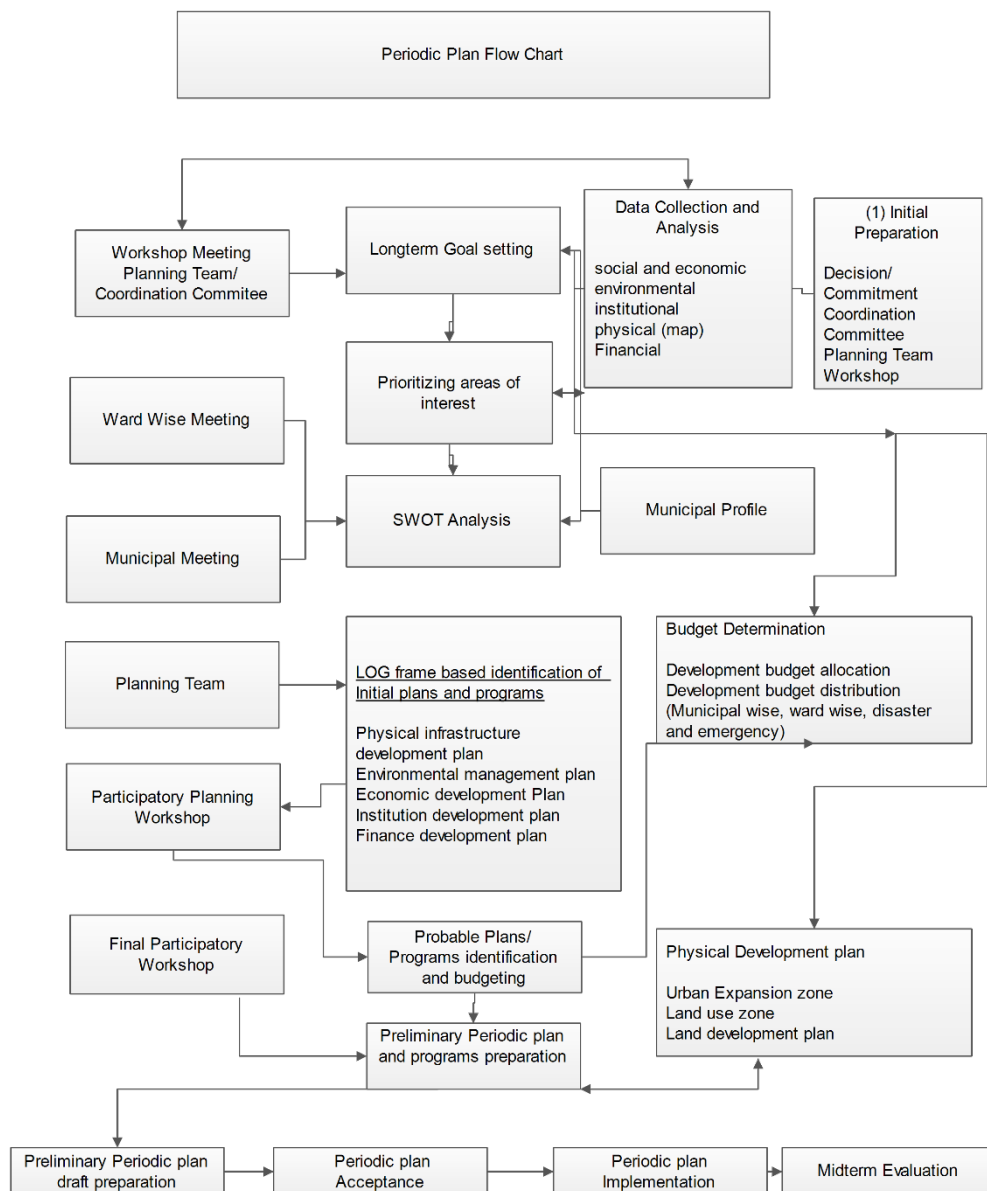 Periodic Plan Flow Chart
Workshop Meeting
Planning Team/
Coordination Commitee
Longterm Goal setting
Data Collection and
Analysis
social and economic
environmental
institutional
physical (map)
Financial
(1) Initial
Preparation
Decision/
Commitment
Coordination
Committee
Planning Team
Workshop
Prioritizing areas of
interest
Ward Wise Meeting
SWOT Analysis
Municipal Profile
Municipal Meeting
Planning Team
LOG frame based identification of
Initial plans and programs
Physical infrastructure
development plan
Environmental management plan
Economic development Plan
Institution development plan
Finance development plan
Budget Determination
Development budget allocation
Development budget distribution
(Municipal wise, ward wise, disaster
and emergency)
Participatory Planning
Workshop
Final Participatory
Workshop
Probable Plans/
Programs identification
and budgeting
Physical Development plan
Urban Expansion zone
Land use zone
Land development plan
Preliminary Periodic plan
and programs preparation
Preliminary Periodic plan
draft preparation
Periodic plan
Acceptance
Periodic plan
Implementation
Midterm Evaluation